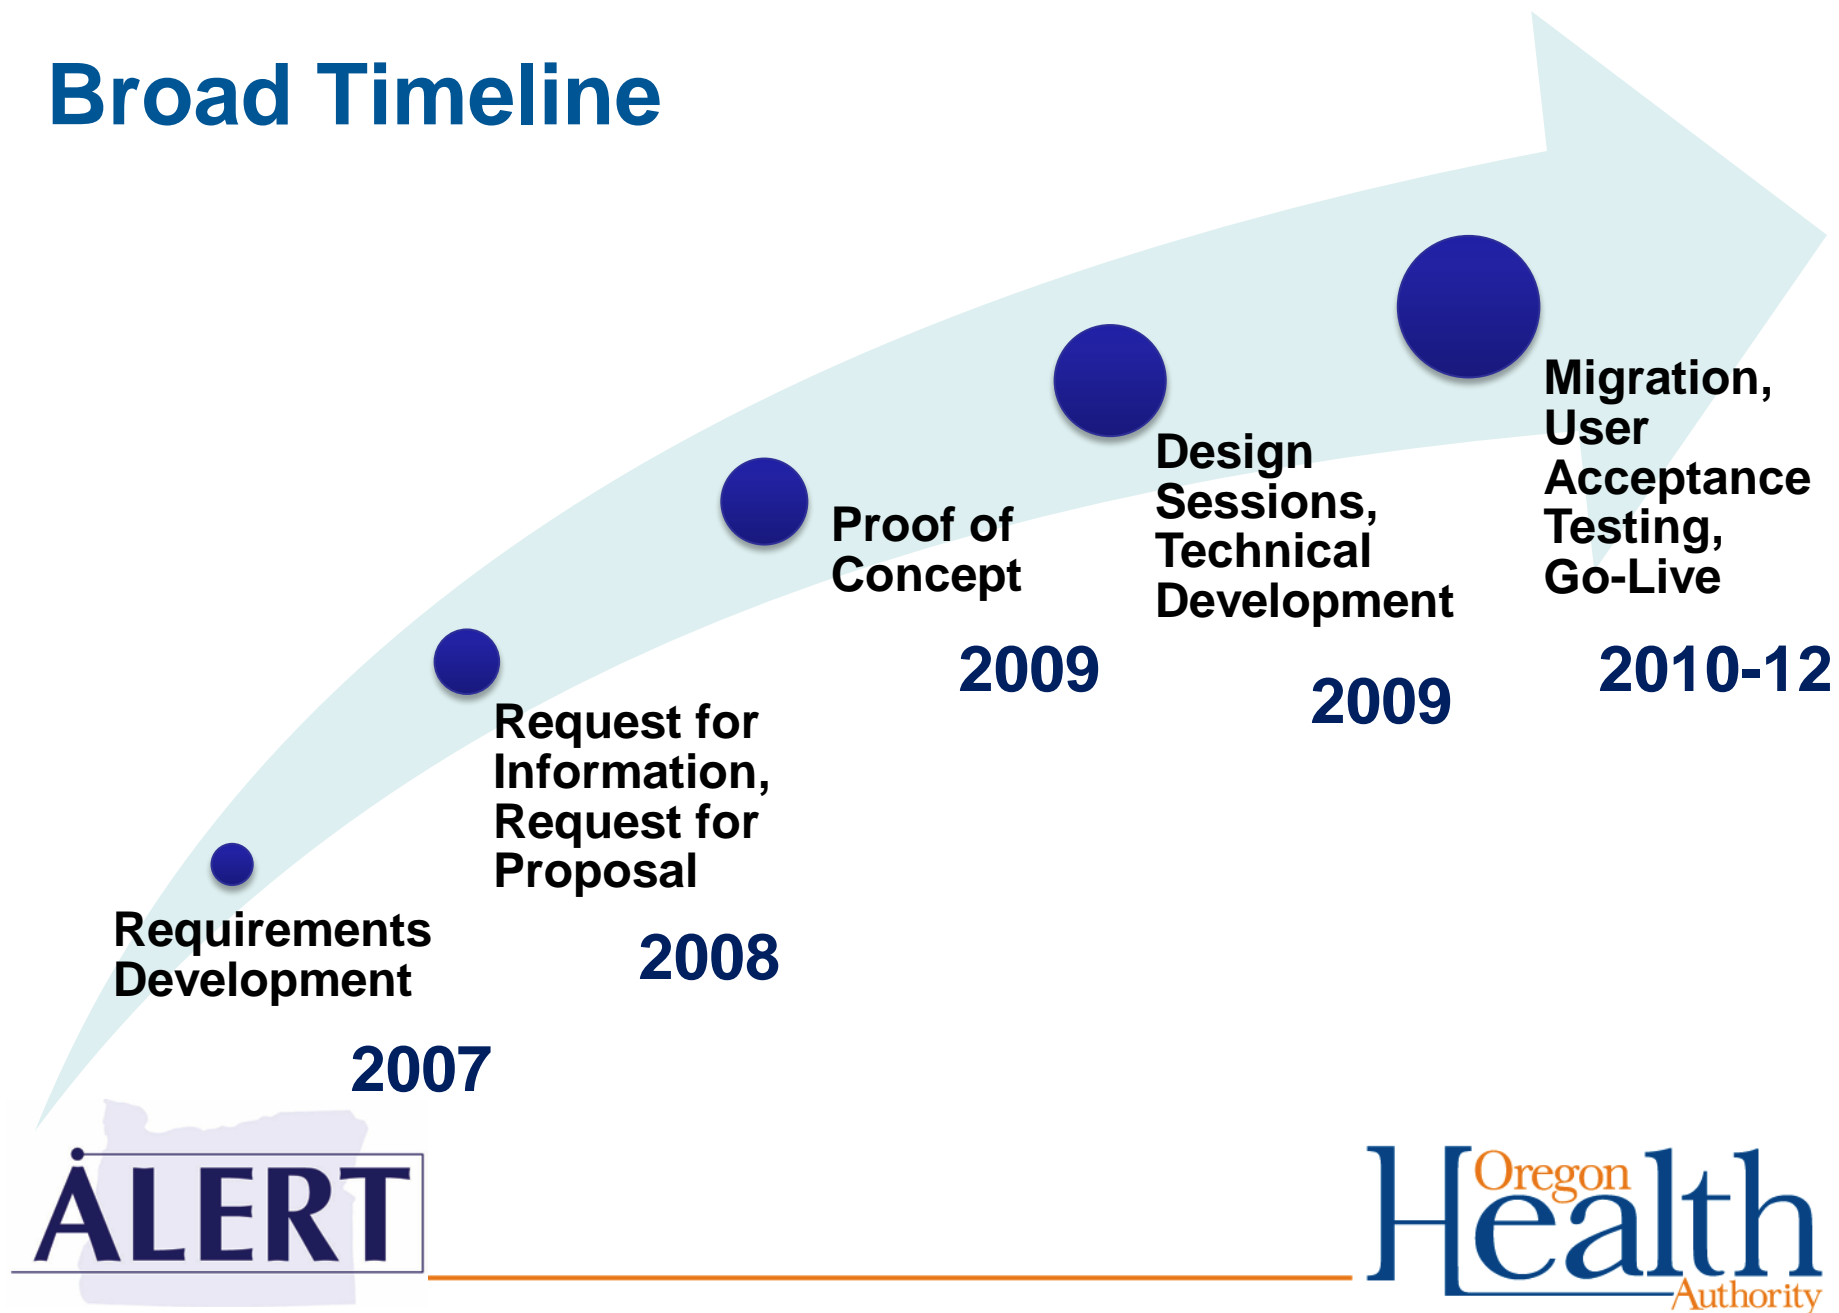 Broad Timeline
Requirements
Development
2007
Request for
Information,
Request for
Proposal
2008
Proof of
Concept
2009
Design
Sessions,
Technical
Development
2009
Migration,
User
Acceptance
Testing,
Go-Live
2010-12
ALERT
Oregon
Health
Authority